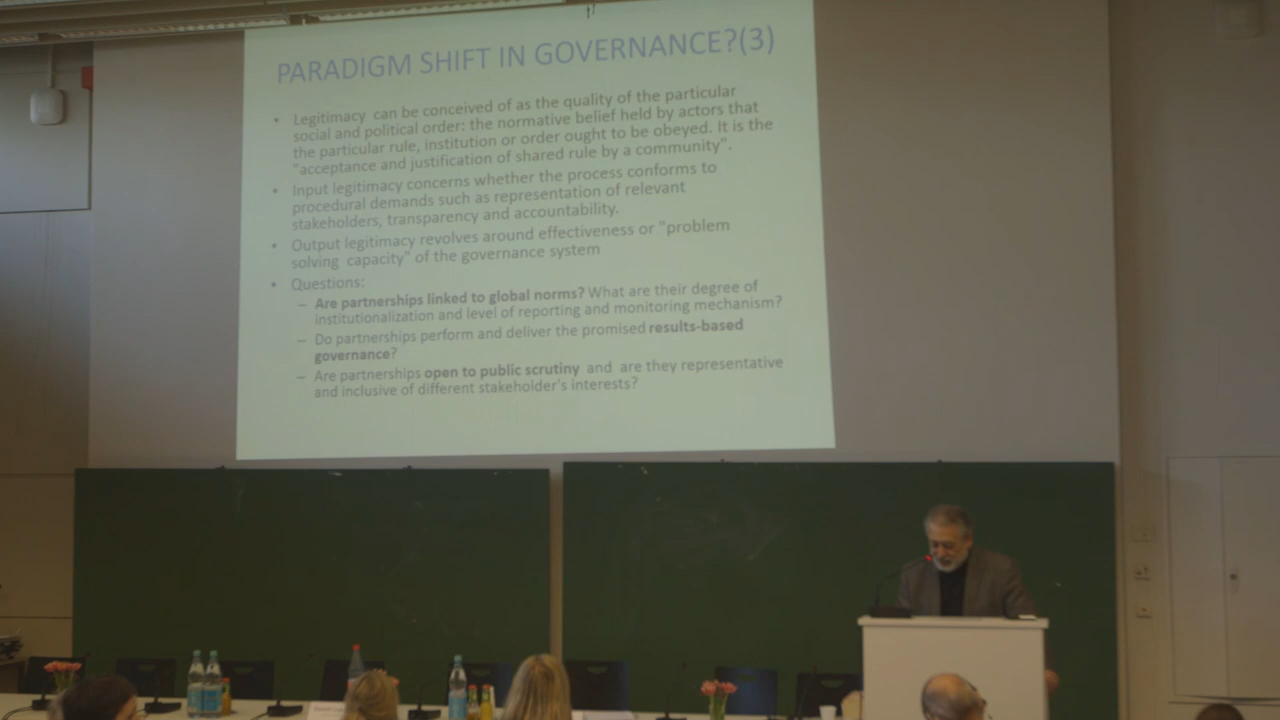 PARADIGM SHIFT IN GOVERNANCE?(3)
• Legitimacy can be conceived of as the quality of the particular
social and political order: the normative belief held by actors that
the particular rule, institution or order ought to be obeyed. It is the
"acceptance and justification of shared rule by a community".
• Input legitimacy concerns whether the process conforms to
procedural demands such as representation of relevant
stakeholders, transparency and accountability.
• Output legitimacy revolves around effectiveness or "problem
solving capacity" of the governance system
• Questions:
– Are partnerships linked to global norms? What are their degree of
institutionalization and level of reporting and monitoring mechanism?
– Do partnerships perform and deliver the promised results-based
governance?
– Are partnerships open to public scrutiny and are they representative
and inclusive of different stakeholder's interests?